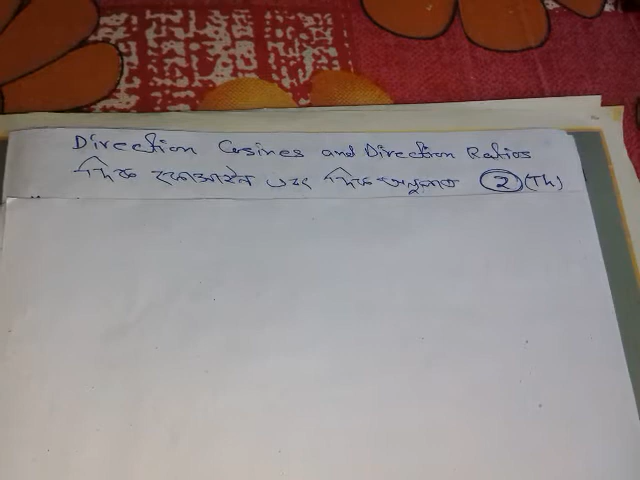 Direction Cosines and Direction Ratios
দিক কোসাইন এবং দিক অনুপাত 2 (Th)